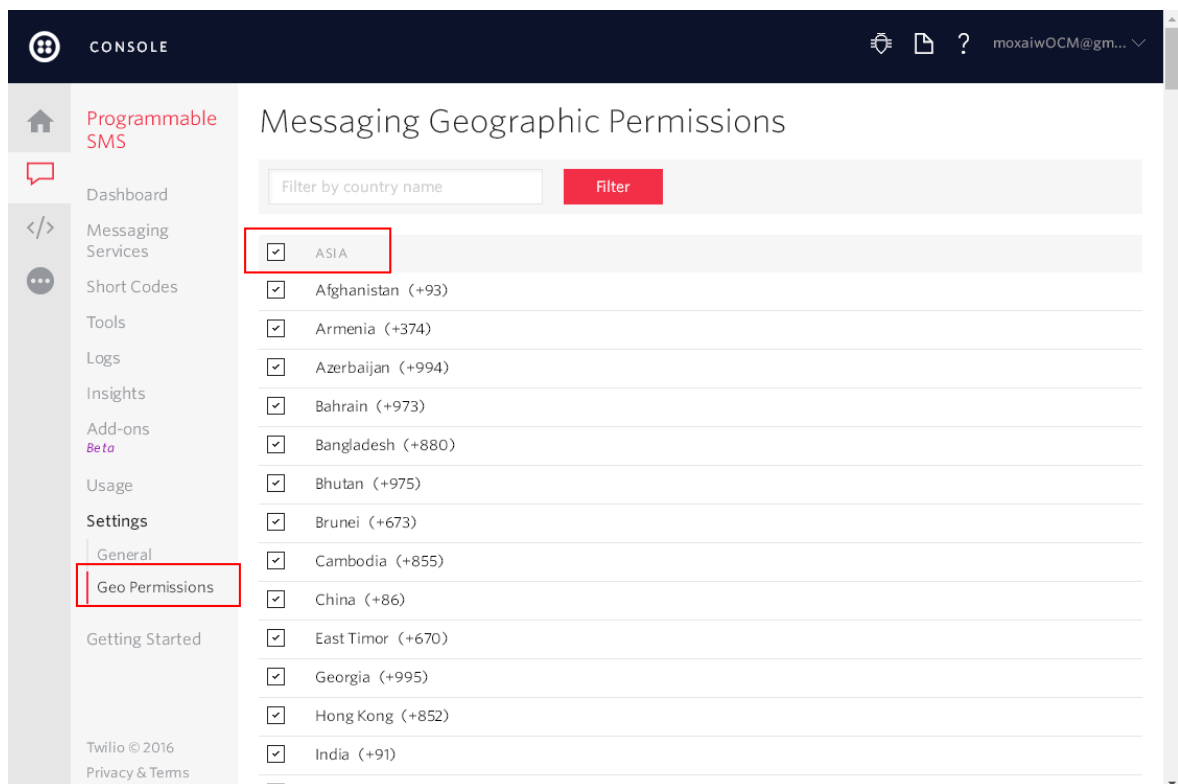 CONSOLE
?
moxaiwOCM@gm...
Programmable
SMS
Dashboard
Messaging
Services
Short Codes
Tools
Logs
Insights
Add-ons
Beta
Usage
Settings
General
Geo Permissions
Getting Started
Twilio © 2016
Privacy & Terms
</>
Messaging Geographic Permissions
Filter by country name
Filter
ASIA
Afghanistan (+93)
Armenia (+374)
Azerbaijan (+994)
Bahrain (+973)
Bangladesh (+880)
Bhutan (+975)
Brunei (+673)
Cambodia (+855)
China (+86)
East Timor (+670)
Georgia (+995)
Hong Kong (+852)
India (+91)